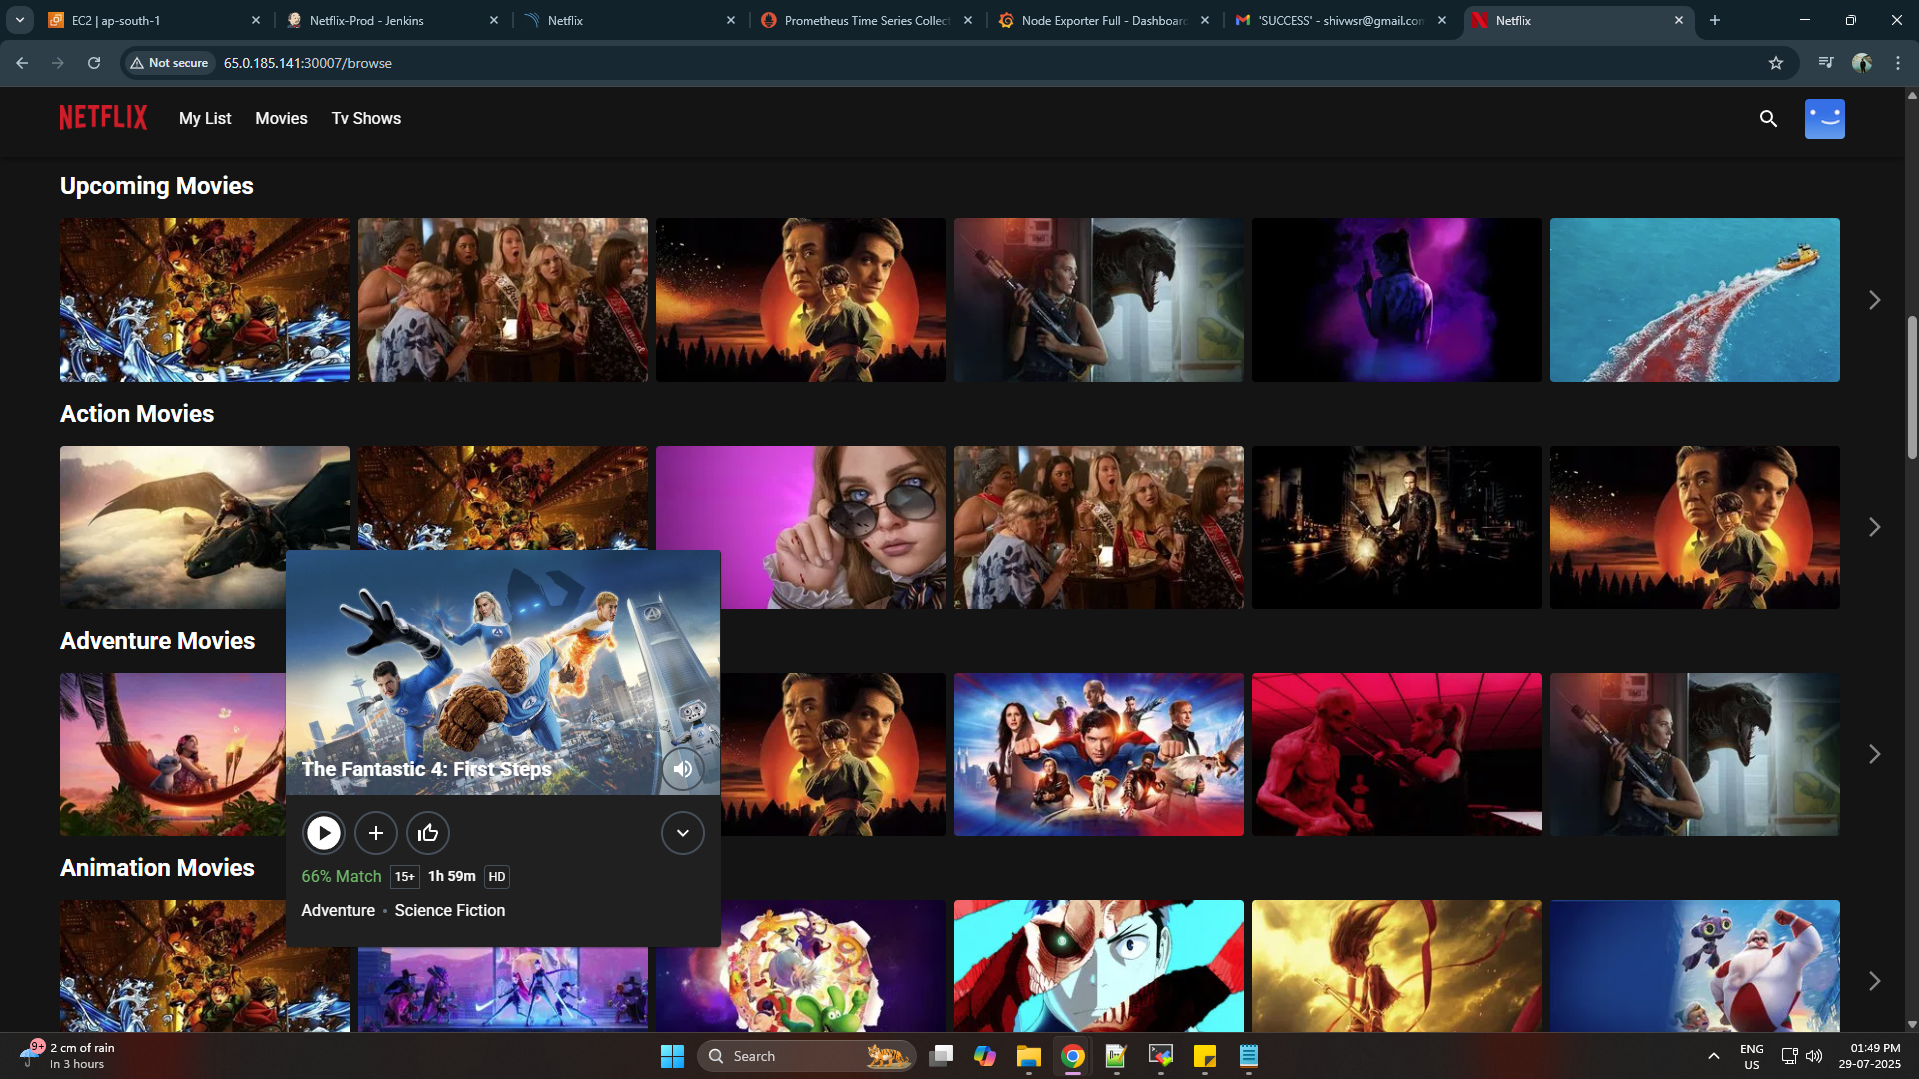 EC2 | ap-south-1
Netflix-Prod - Jenkins
Netflix
Prometheus Time Series Collect
Node Exporter Full - Dashboard
'SUCCESS' - shivwsr@gmail.com
Netflix
Not secure
65.0.185.141:30007/browse
NETFLIX
My List
Movies
Tv Shows
Upcoming Movies
Action Movies
Adventure Movies
The Fantastic 4: First Steps
66% Match
15+
1h 59m
HD
Adventure • Science Fiction
Animation Movies
9+
2 cm of rain
In 3 hours
Search
ENG
US
01:49 PM
29-07-2025